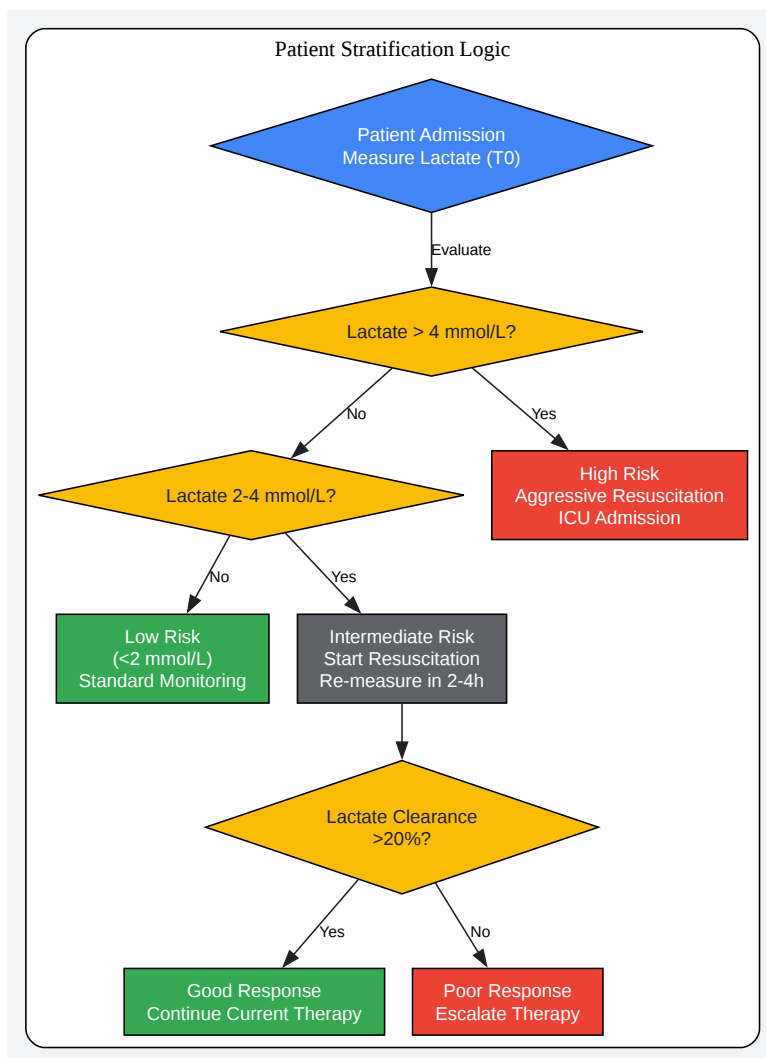 Patient Stratification Logic
Patient Admission
Measure Lactate (T0)
Evaluate
Lactate > 4 mmol/L?
No
Yes
Lactate 2-4 mmol/L?
High Risk
Aggressive Resuscitation
ICU Admission
No
Yes
Low Risk
(<2 mmol/L)
Standard Monitoring
Intermediate Risk
Start Resuscitation
Re-measure in 2-4h
Lactate Clearance
>20%?
Yes
No
Good Response
Continue Current Therapy
Poor Response
Escalate Therapy